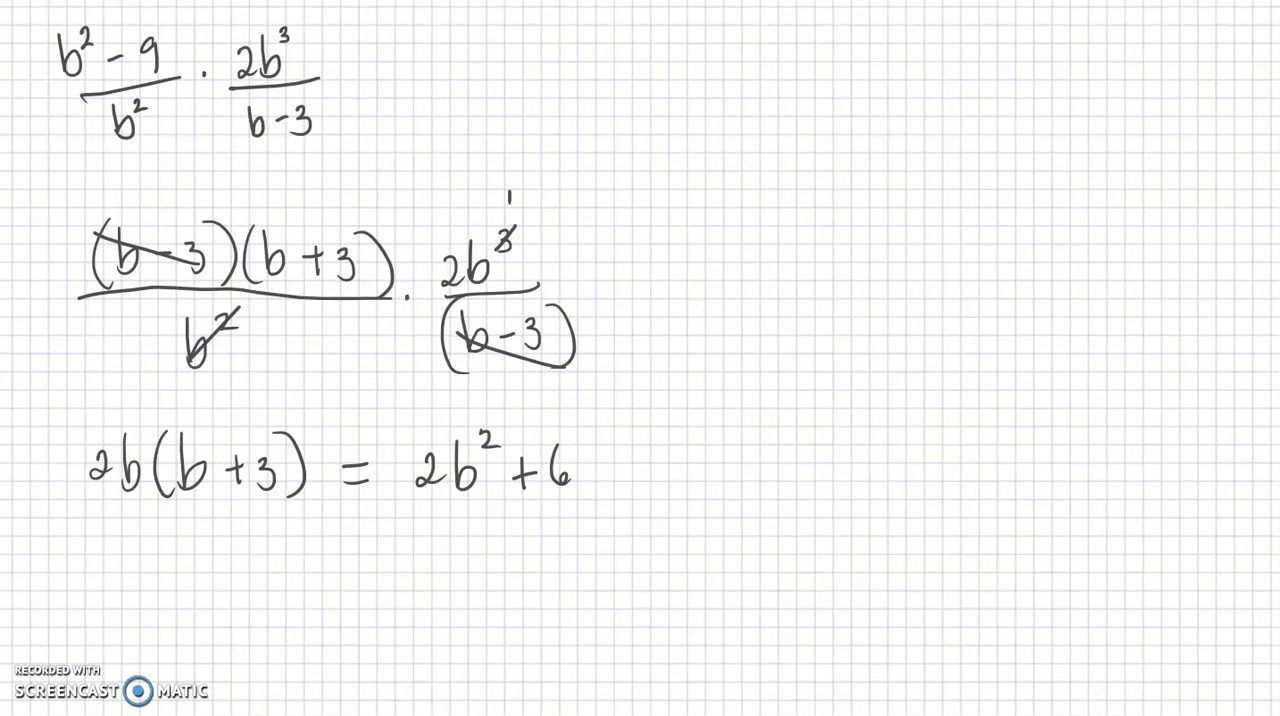 b² - 9 / b² · 2b³ / b - 3
(b - 3)(b + 3) / b² · 2b³ ¹ / (b - 3)
2b(b + 3) = 2b² + 6
RECORDED WITH
SCREENCAST MATIC